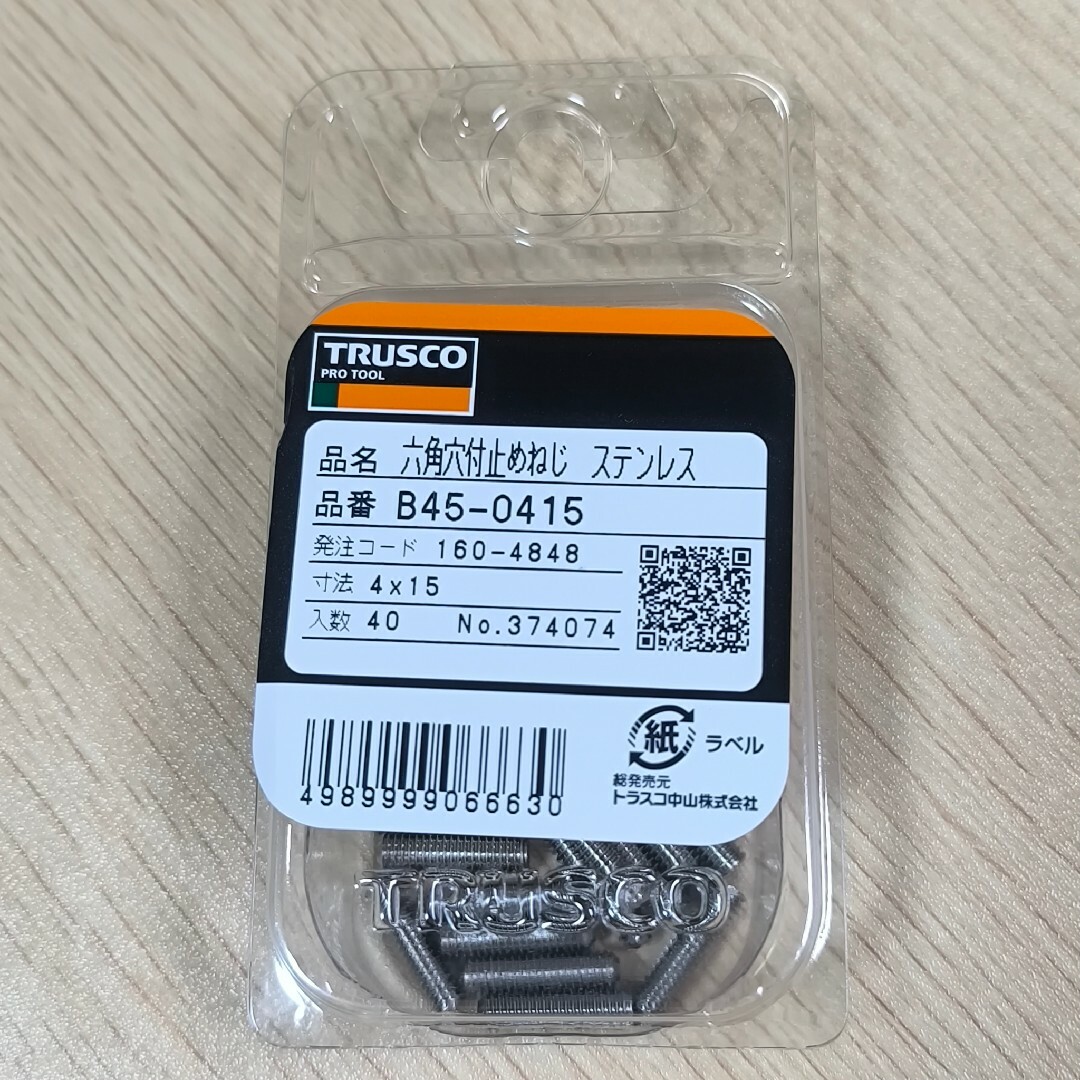 TRUSCO
PRO TOOL
品名 六角穴付止めねじ ステンレス
品番 B45-0415
発注コード 160-4848
寸法 4x15
入数 40 No.374074
紙 ラベル
総発売元
トラスコ中山株式会社
4989999066630
TRUSCO